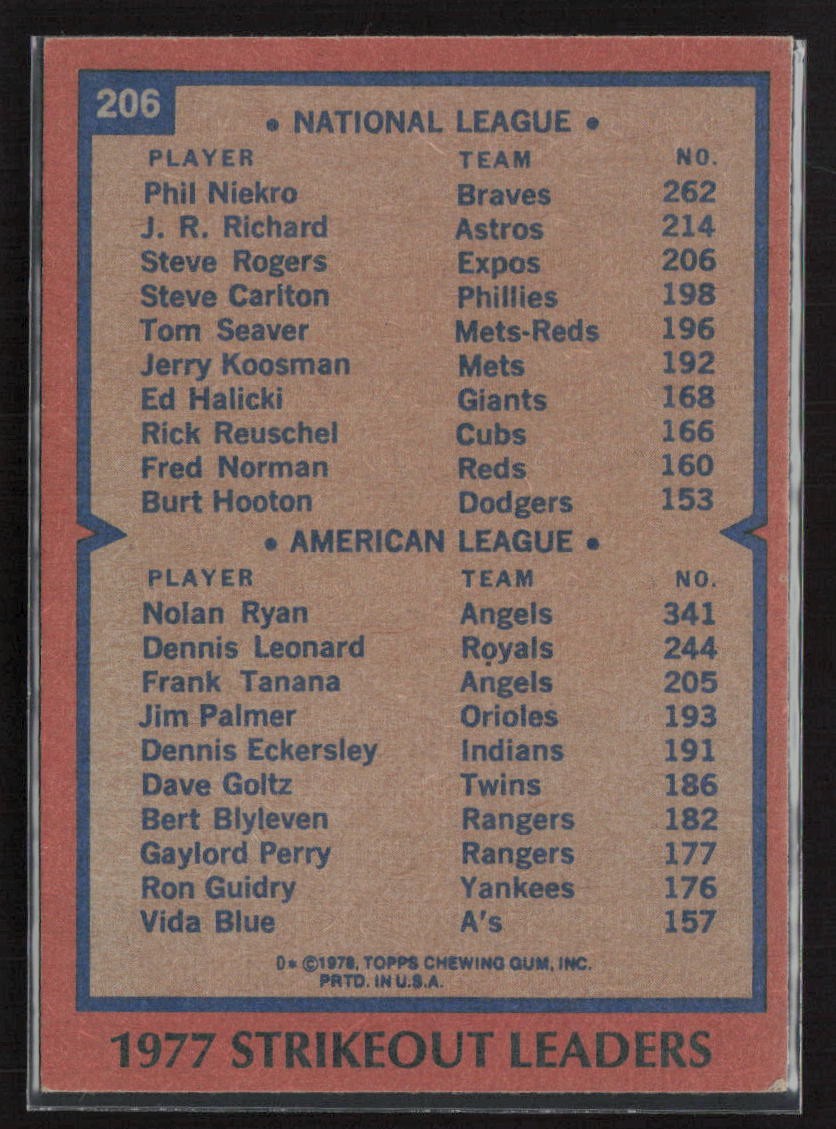 206
• NATIONAL LEAGUE •
PLAYER TEAM NO.
Phil Niekro Braves 262
J. R. Richard Astros 214
Steve Rogers Expos 206
Steve Carlton Phillies 198
Tom Seaver Mets-Reds 196
Jerry Koosman Mets 192
Ed Halicki Giants 168
Rick Reuschel Cubs 166
Fred Norman Reds 160
Burt Hooton Dodgers 153
• AMERICAN LEAGUE •
PLAYER TEAM NO.
Nolan Ryan Angels 341
Dennis Leonard Royals 244
Frank Tanana Angels 205
Jim Palmer Orioles 193
Dennis Eckersley Indians 191
Dave Goltz Twins 186
Bert Blyleven Rangers 182
Gaylord Perry Rangers 177
Ron Guidry Yankees 176
Vida Blue A's 157
D* ©1978, TOPPS CHEWING GUM, INC.
PRTD. IN U.S.A.
1977 STRIKEOUT LEADERS